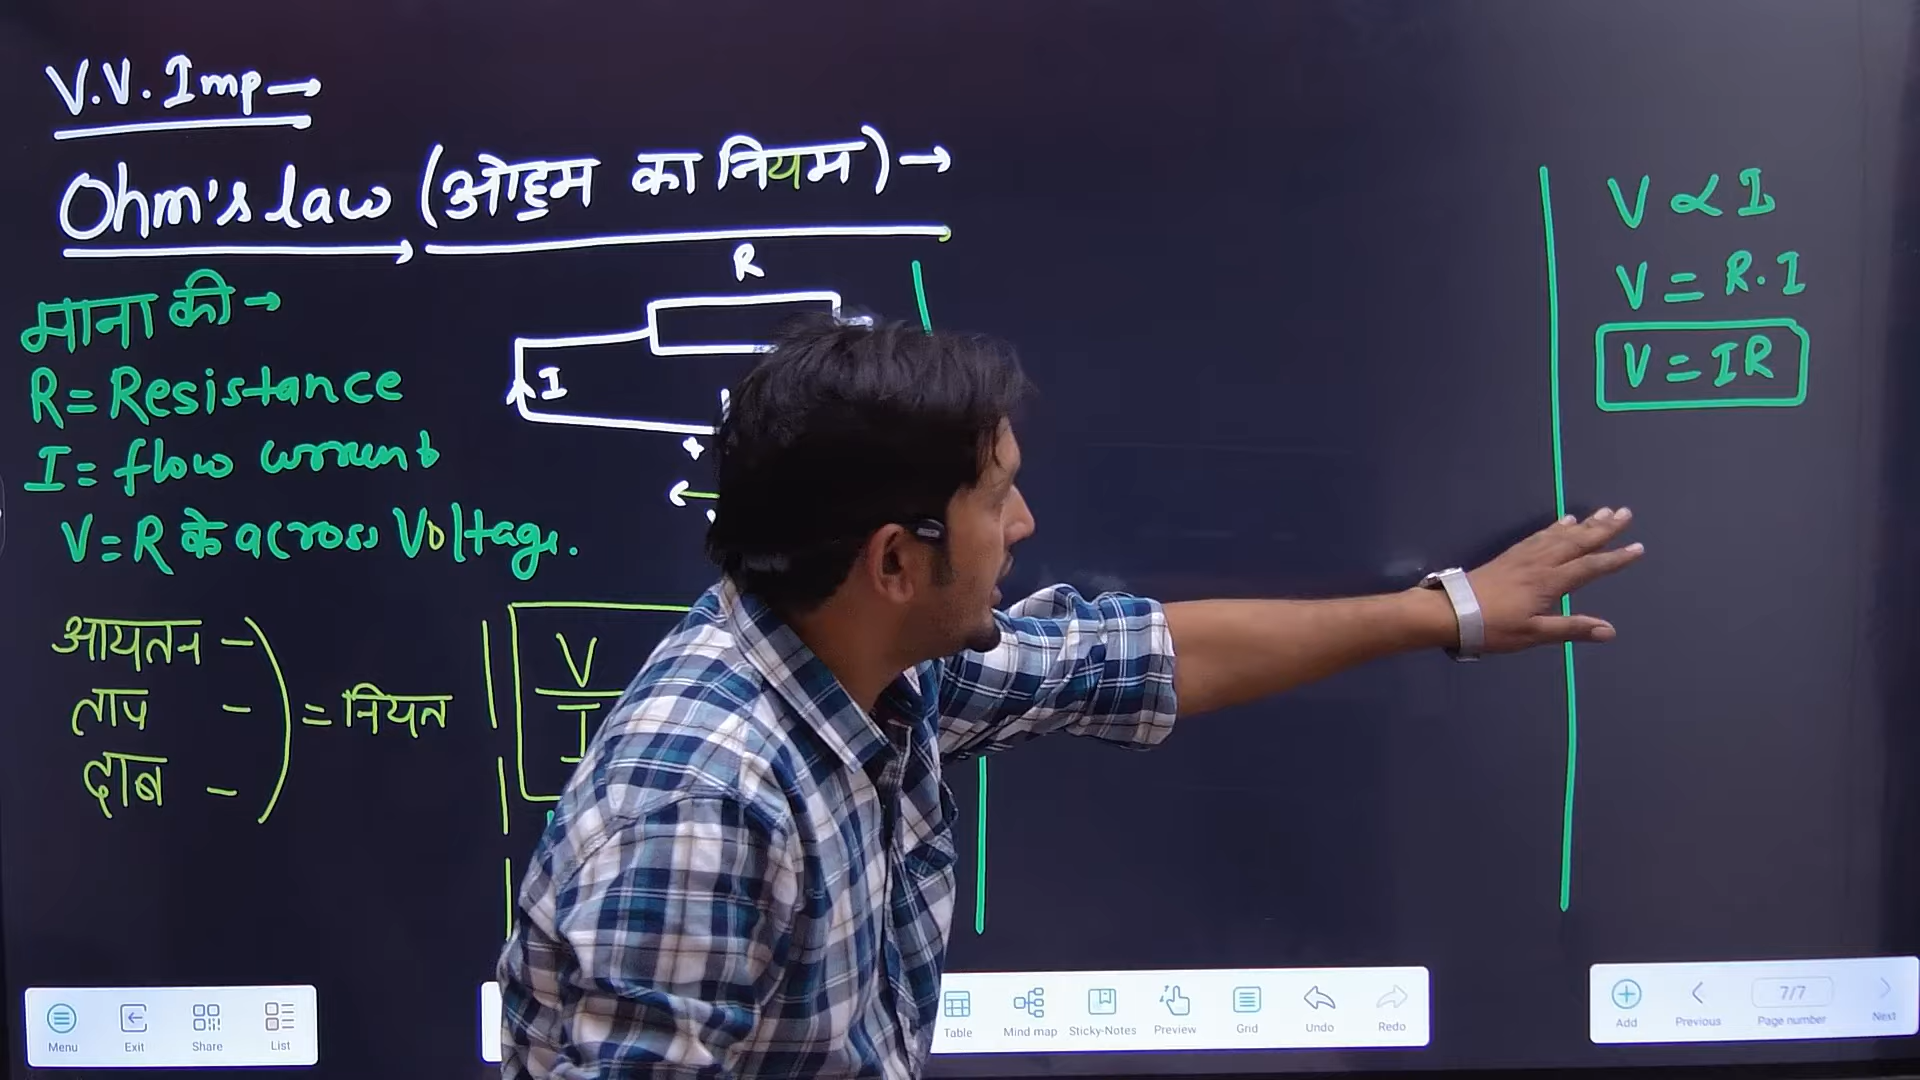 V.V. Imp→
Ohm's law (ओहम का नियम)→
माना की→
R = Resistance
I = flow current
V = R के across Voltage.
R
I
+
आयतन -
ताप -
दाब -
) = नियत
V
I
V ∝ I
V = R.I
V = IR
Menu
Exit
Share
List
Table
Mind map
Sticky-Notes
Preview
Grid
Undo
Redo
Add
Previous
7/7
Page number
Next